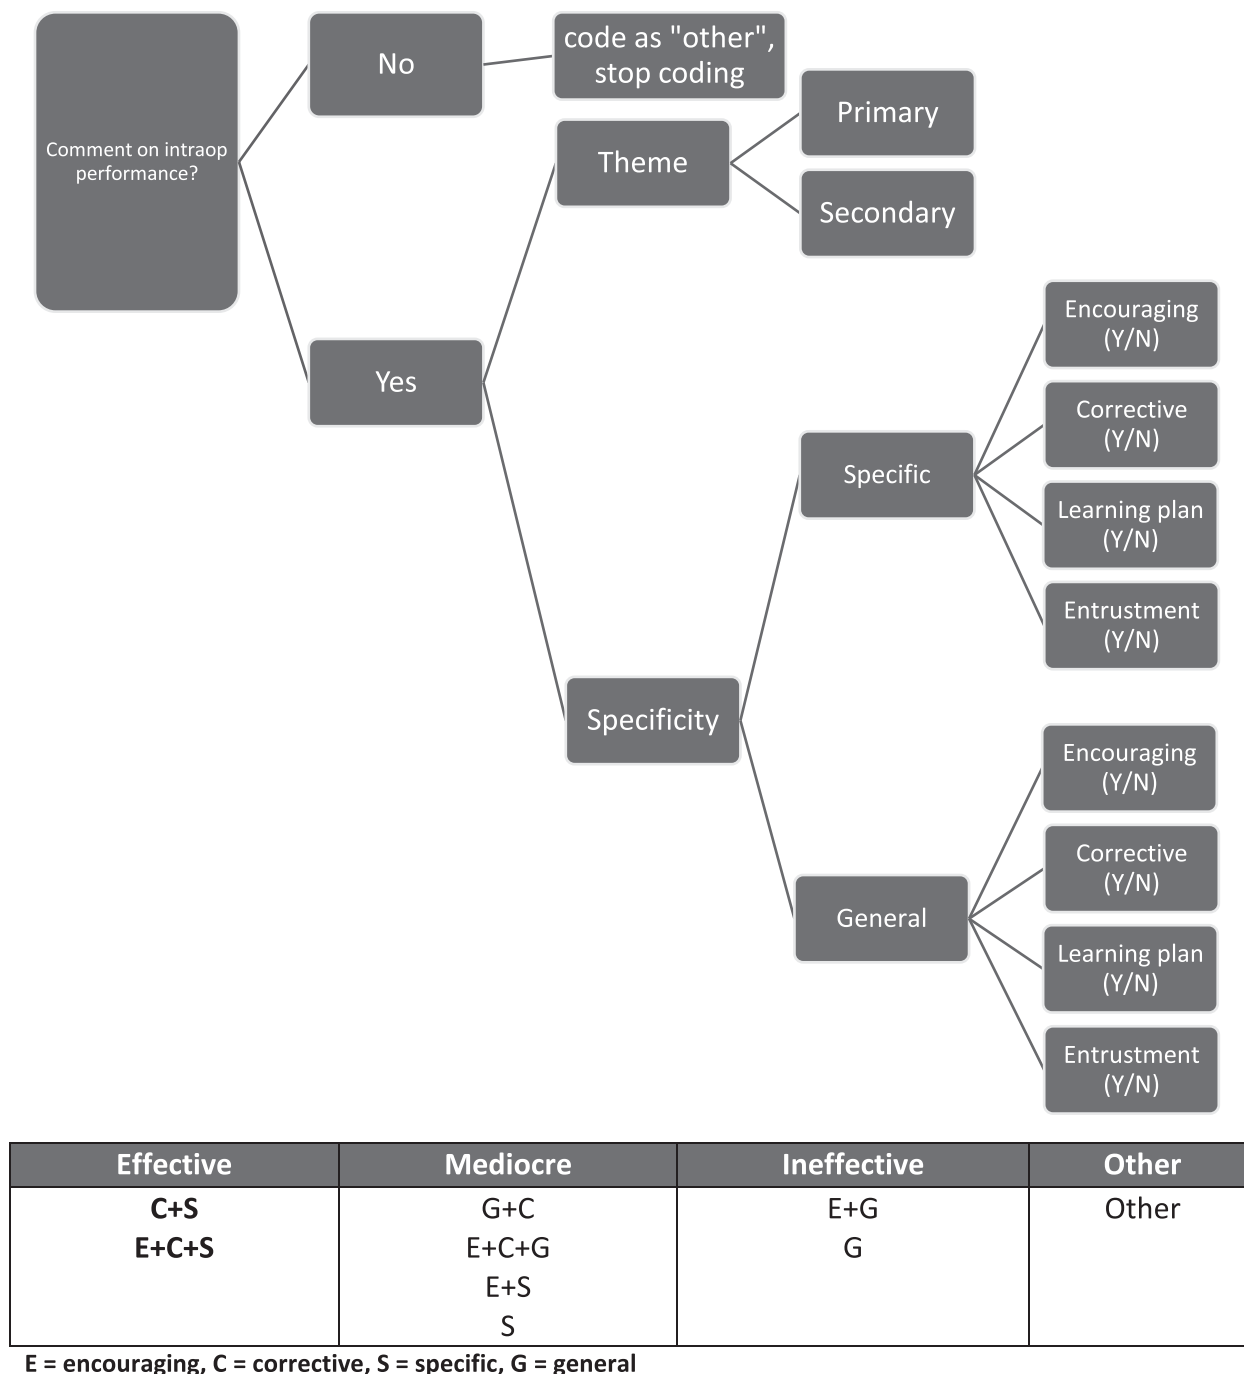 Comment on intraop
performance?
No
code as "other",
stop coding
Yes
Theme
Primary
Secondary
Specificity
Specific
Encouraging
(Y/N)
Corrective
(Y/N)
Learning plan
(Y/N)
Entrustment
(Y/N)
General
Encouraging
(Y/N)
Corrective
(Y/N)
Learning plan
(Y/N)
Entrustment
(Y/N)
Effective Mediocre Ineffective Other
C+S G+C E+G Other
E+C+S E+C+G G
E+S
S
E = encouraging, C = corrective, S = specific, G = general